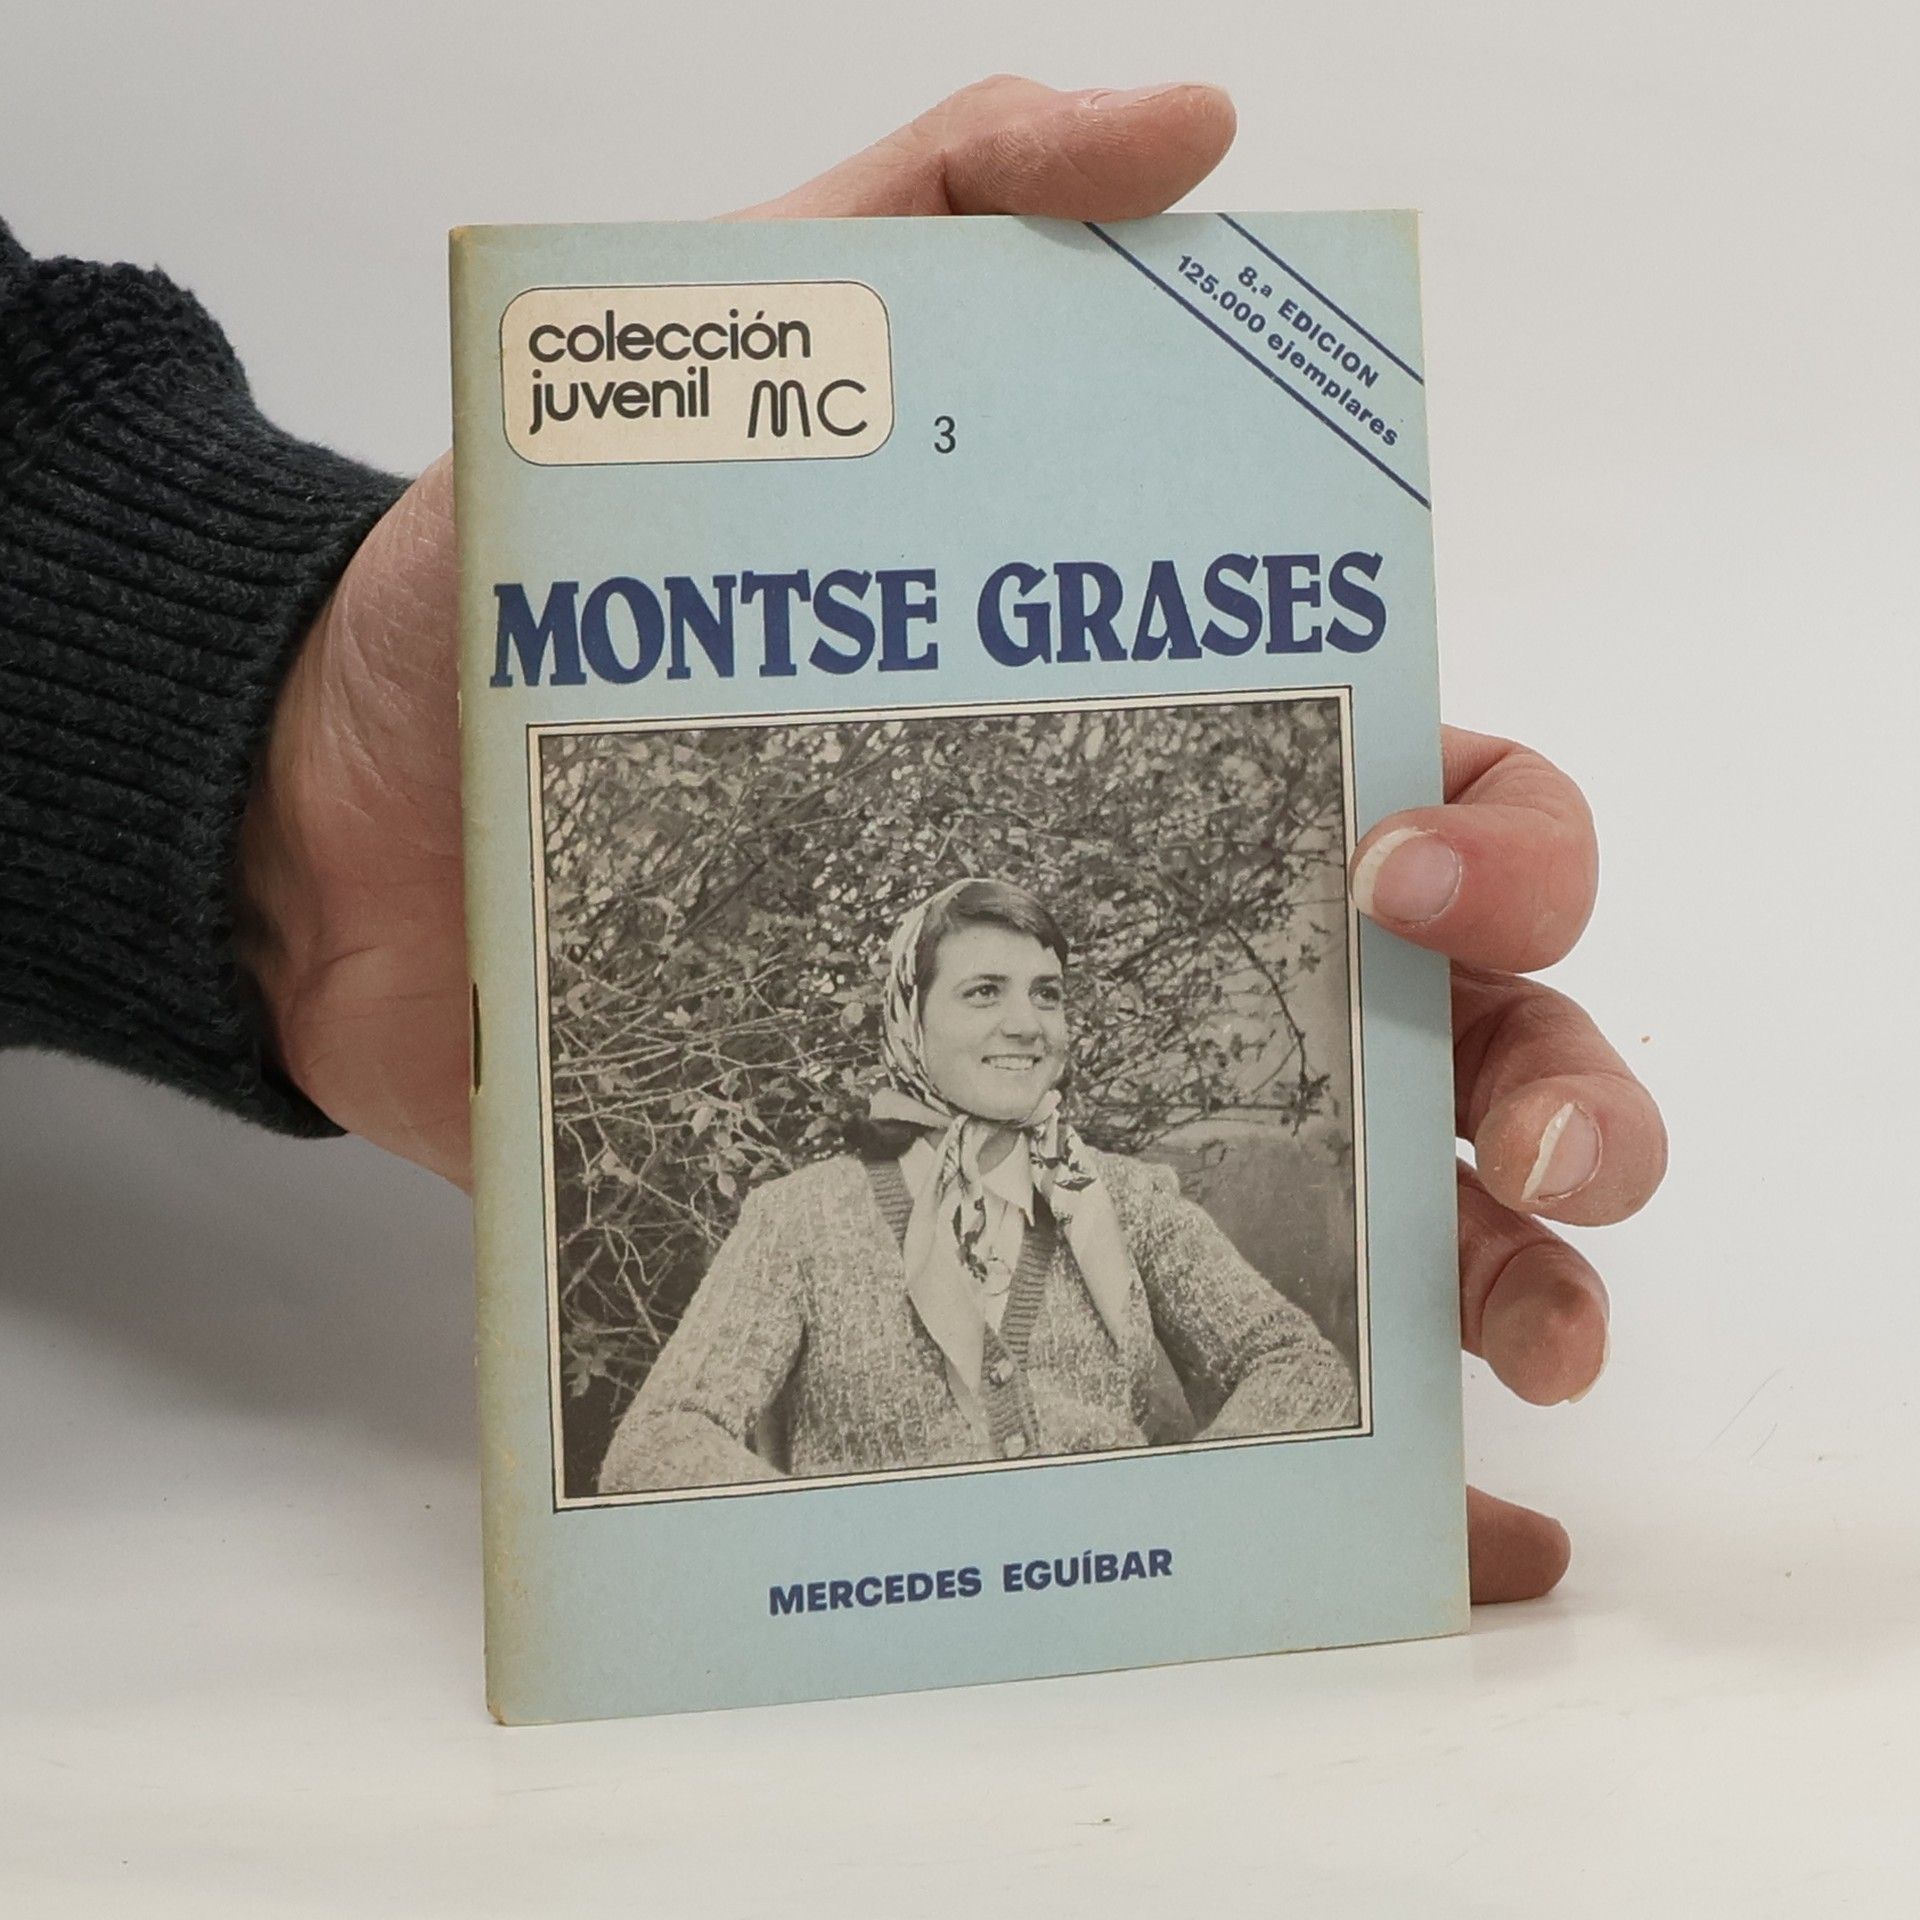 colección
juvenil MC
3
8.ª EDICION
125.000 ejemplares
MONTSE GRASES
MERCEDES EGUÍBAR